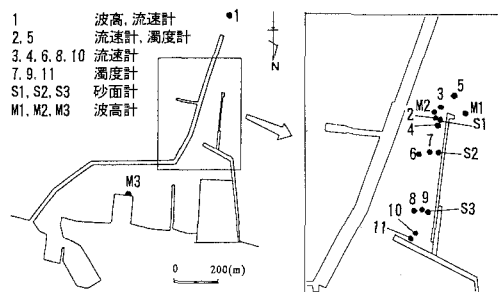 1 波高, 流速計
2, 5 流速計, 濁度計
3, 4, 6, 8, 10 流速計
7, 9, 11 濁度計
S1, S2, S3 砂面計
M1, M2, M3 波高計
1
N
M3
0 200(m)
5
3
M2
M1
2
S1
4
7
6
S2
8 9
S3
10
11